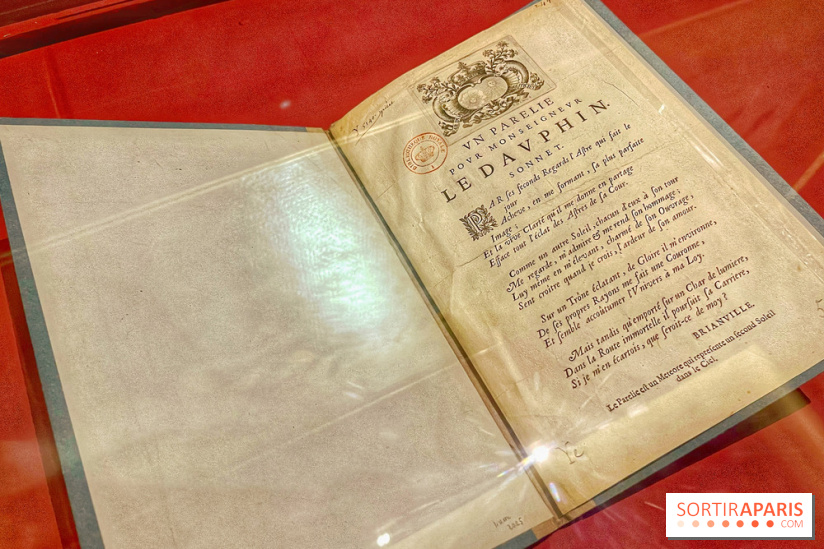 VN PARELIE
POVR MONSEIGNEVR
LE DAVPHIN.
SONNET.
PAR ses seconds Regards l'Astre qui fait le
jour
Acheve, en me formant, sa plus parfaite
Image;
Et la vive Clarté qu'il me donne en partage
Efface tout l'éclat des Astres de sa Cour.
Comme un autre Soleil, chacun d'eux à son tour
Me regarde, m'admire & me rend son hommage;
Luy même en m'élevant, charmé de son Ouvrage,
Sent croître quand je crois, l'ardeur de son amour.
Sur un Trône éclatant, de Gloire il m'environne,
De ses propres Rayons me fait une Couronne,
Et semble accoûtumer l'Vnivers à ma Loy.
Mais tandis qu'emporté sur un Char de lumiere,
Dans la Route immortelle il poursuit sa Carriere,
Si je m'en écartois, que seroit-ce de moy?
BRIANVILLE.
Le Parelie est un Meteore qui represente un second Soleil
dans le Ciel.
SORTIRAPARIS
.COM